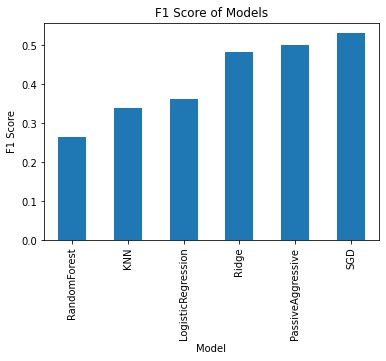 F1 Score of Models
F1 Score
0.5
0.4
0.3
0.2
0.1
0.0
RandomForest
KNN
LogisticRegression
Ridge
PassiveAggressive
SGD
Model